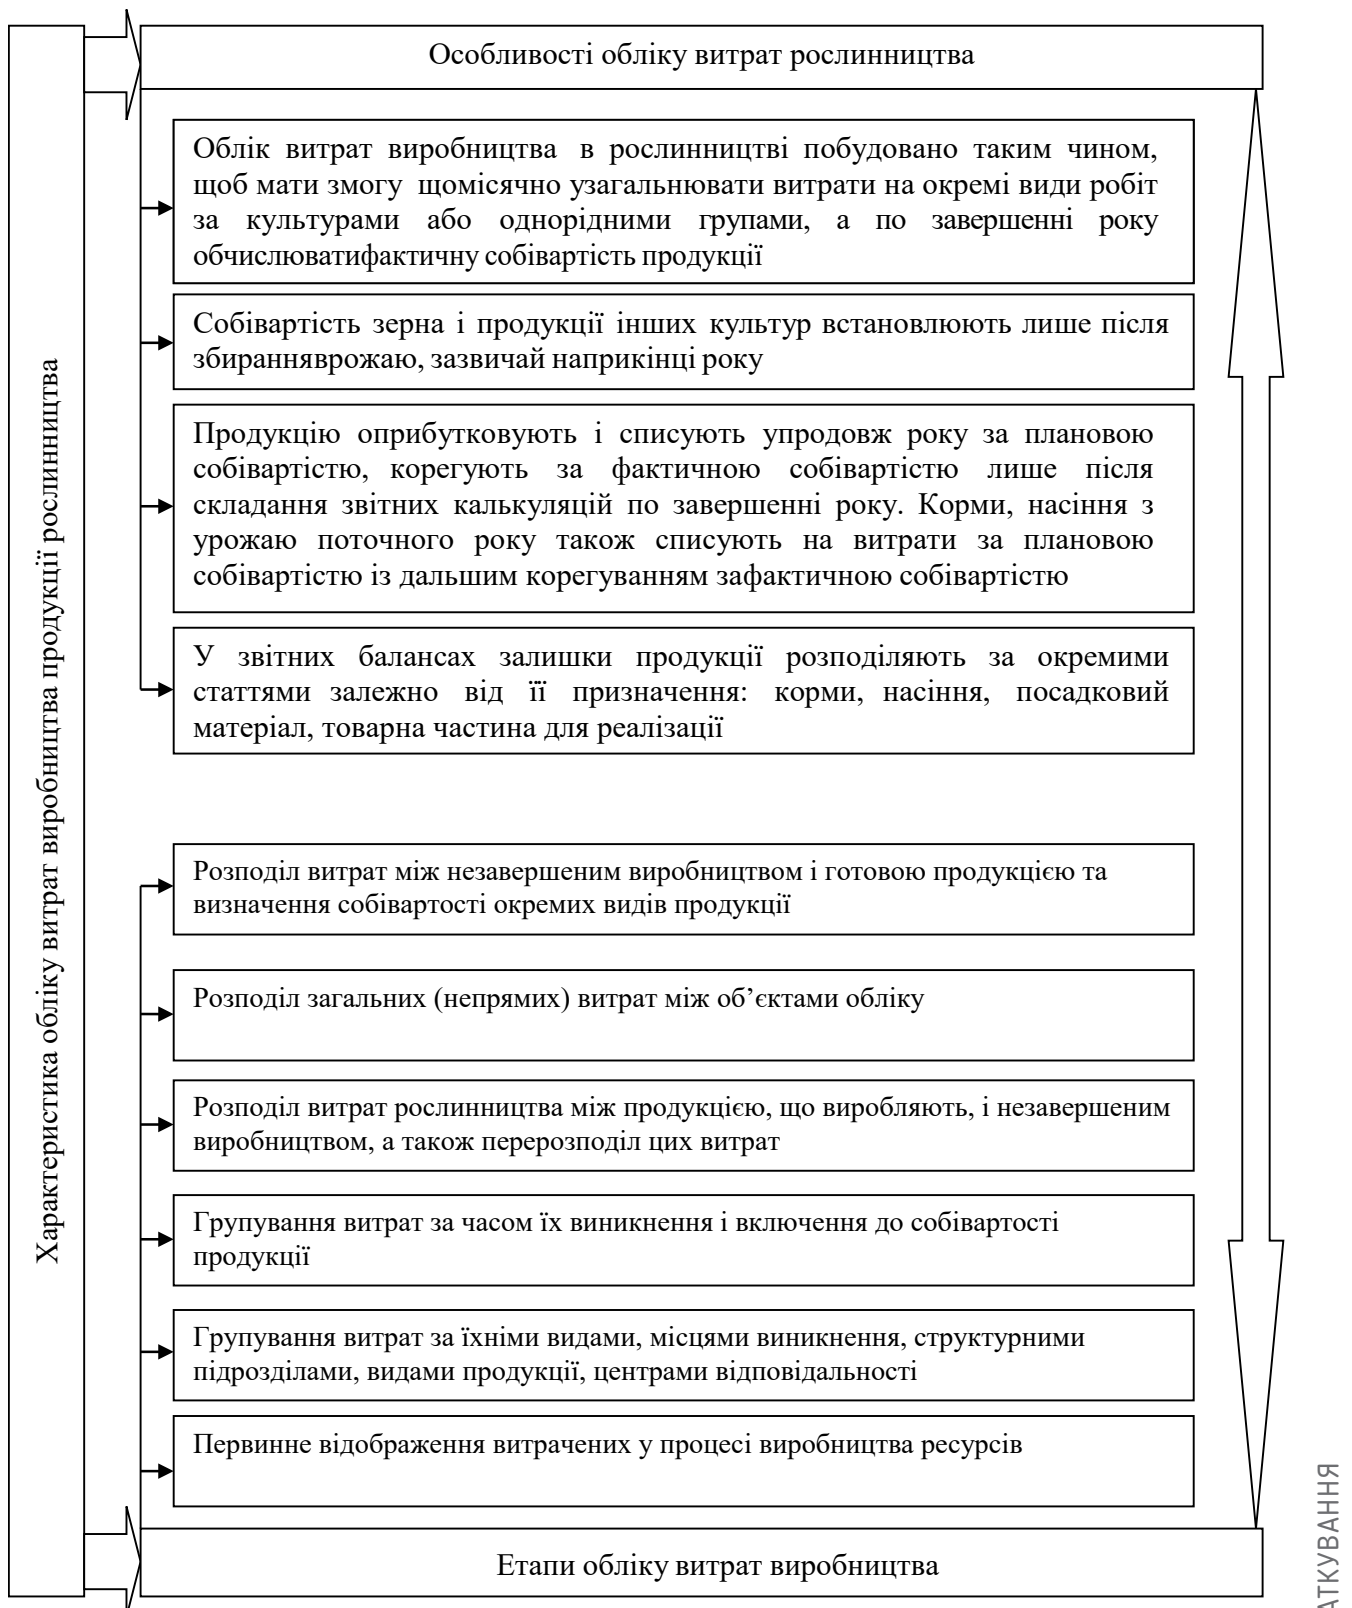 Характеристика обліку витрат виробництва продукції рослинництва
Особливості обліку витрат рослинництва
Облік витрат виробництва в рослинництві побудовано таким чином,
щоб мати змогу щомісячно узагальнювати витрати на окремі види робіт
за культурами або однорідними групами, а по завершенні року
обчислюватифактичну собівартість продукції
Собівартість зерна і продукції інших культур встановлюють лише після
збиранняврожаю, зазвичай наприкінці року
Продукцію оприбутковують і списують упродовж року за плановою
собівартістю, корегують за фактичною собівартістю лише після
складання звітних калькуляцій по завершенні року. Корми, насіння з
урожаю поточного року також списують на витрати за плановою
собівартістю із дальшим корегуванням зафактичною собівартістю
У звітних балансах залишки продукції розподіляють за окремими
статтями залежно від її призначення: корми, насіння, посадковий
матеріал, товарна частина для реалізації
Розподіл витрат між незавершеним виробництвом і готовою продукцією та
визначення собівартості окремих видів продукції
Розподіл загальних (непрямих) витрат між об’єктами обліку
Розподіл витрат рослинництва між продукцією, що виробляють, і незавершеним
виробництвом, а також перерозподіл цих витрат
Групування витрат за часом їх виникнення і включення до собівартості
продукції
Групування витрат за їхніми видами, місцями виникнення, структурними
підрозділами, видами продукції, центрами відповідальності
Первинне відображення витрачених у процесі виробництва ресурсів
Етапи обліку витрат виробництва
АТКУВАННЯ